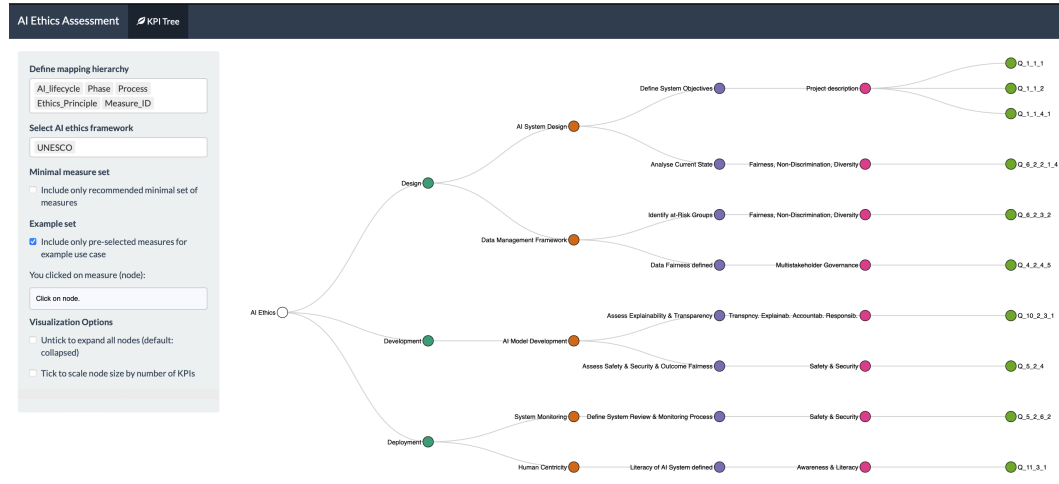 AI Ethics Assessment
KPI Tree
Define mapping hierarchy
AI_lifecycle Phase Process
Ethics_Principle Measure_ID
Select AI ethics framework
UNESCO
Minimal measure set
Include only recommended minimal set of
measures
Example set
Include only pre-selected measures for
example use case
You clicked on measure (node):
Click on node.
Visualization Options
Untick to expand all nodes (default:
collapsed)
Tick to scale node size by number of KPIs
AI Ethics
Design
Development
Deployment
AI System Design
Data Management Framework
AI Model Development
System Monitoring
Human Centricity
Define System Objectives
Analyse Current State
Identify at-Risk Groups
Data Fairness defined
Assess Explainability & Transparency
Assess Safety & Security & Outcome Fairness
Define System Review & Monitoring Process
Literacy of AI System defined
Project description
Fairness, Non-Discrimination, Diversity
Fairness, Non-Discrimination, Diversity
Multistakeholder Governance
Transpncy. Explainab. Accountab. Responsib.
Safety & Security
Safety & Security
Awareness & Literacy
Q_1_1_1
Q_1_1_2
Q_1_1_4_1
Q_6_2_2_1_4
Q_6_2_3_2
Q_4_2_4_5
Q_10_2_3_1
Q_5_2_4
Q_5_2_6_2
Q_11_3_1